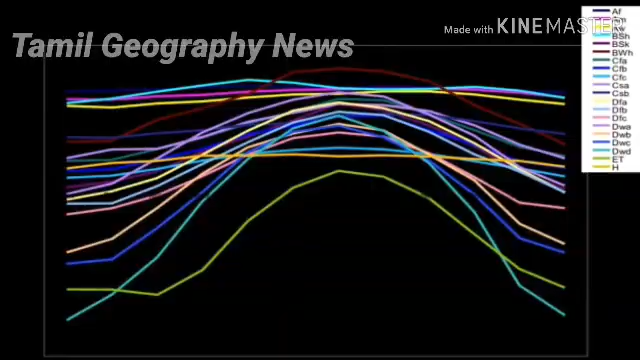 Tamil Geography News
Made with KINEMASTER
Af
Aw
BSh
BSk
BWh
Cfa
Cfb
Cfc
Csa
Csb
Dfa
Dfb
Dfc
Dwa
Dwb
Dwc
Dwd
ET
H